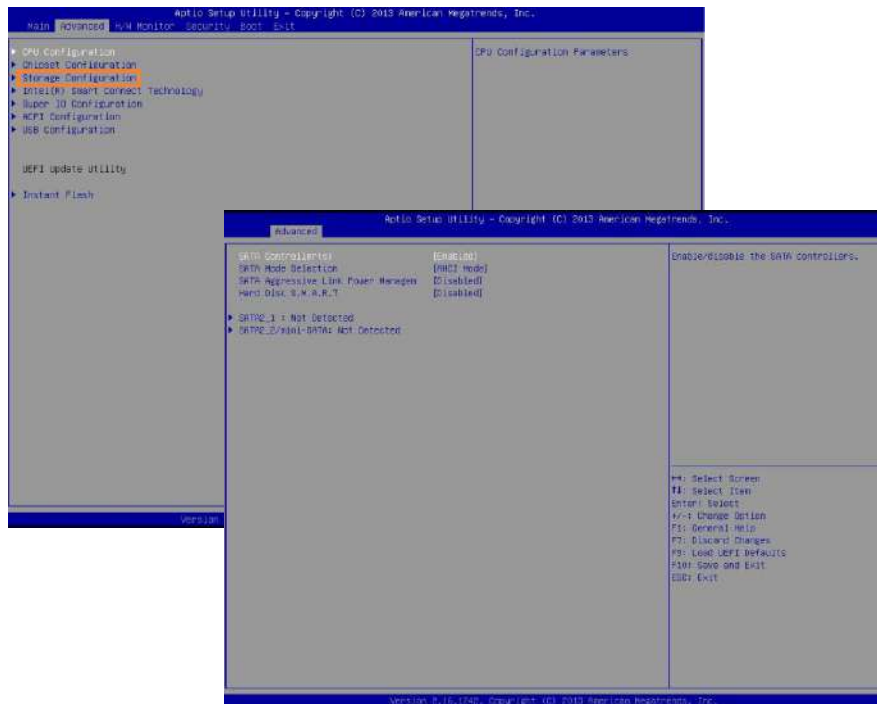 Aptio Setup Utility - Copyright (C) 2013 American Megatrends, Inc.
Main Advanced H/W Monitor Security Boot Exit
CPU Configuration
Chipset Configuration
Storage Configuration
Intel(R) Smart Connect Technology
Super IO Configuration
ACPI Configuration
USB Configuration
UEFI Update Utility
Instant Flash
CPU Configuration Parameters
Version
Aptio Setup Utility - Copyright (C) 2013 American Megatrends, Inc.
Advanced
SATA Controller(s) [Enabled]
SATA Mode Selection [AHCI Mode]
SATA Aggressive Link Power Managem [Disabled]
Hard Disc S.M.A.R.T [Disabled]
SATA2_1 : Not Detected
SATA2_2/mini-SATA: Not Detected
Enable/disable the SATA controllers.
↔: Select Screen
↑↓: Select Item
Enter: Select
+/-: Change Option
F1: General Help
F7: Discard Changes
F9: Load UEFI Defaults
F10: Save and Exit
ESC: Exit
Version Copyright (C) 2013 American Megatrends, Inc.